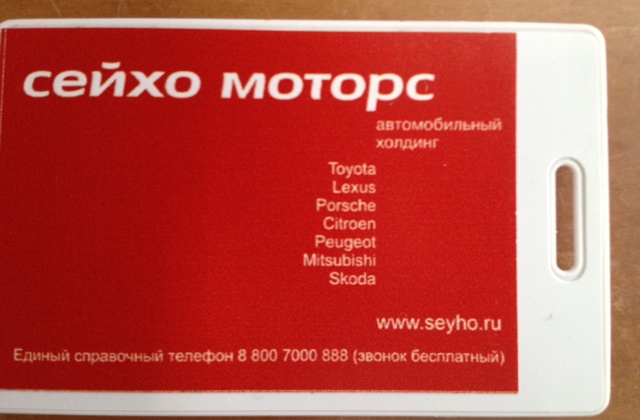 сейхо моторс
автомобильный
холдинг
Toyota
Lexus
Porsche
Citroen
Peugeot
Mitsubishi
Skoda
www.seyho.ru
Единый справочный телефон 8 800 7000 888 (звонок бесплатный)